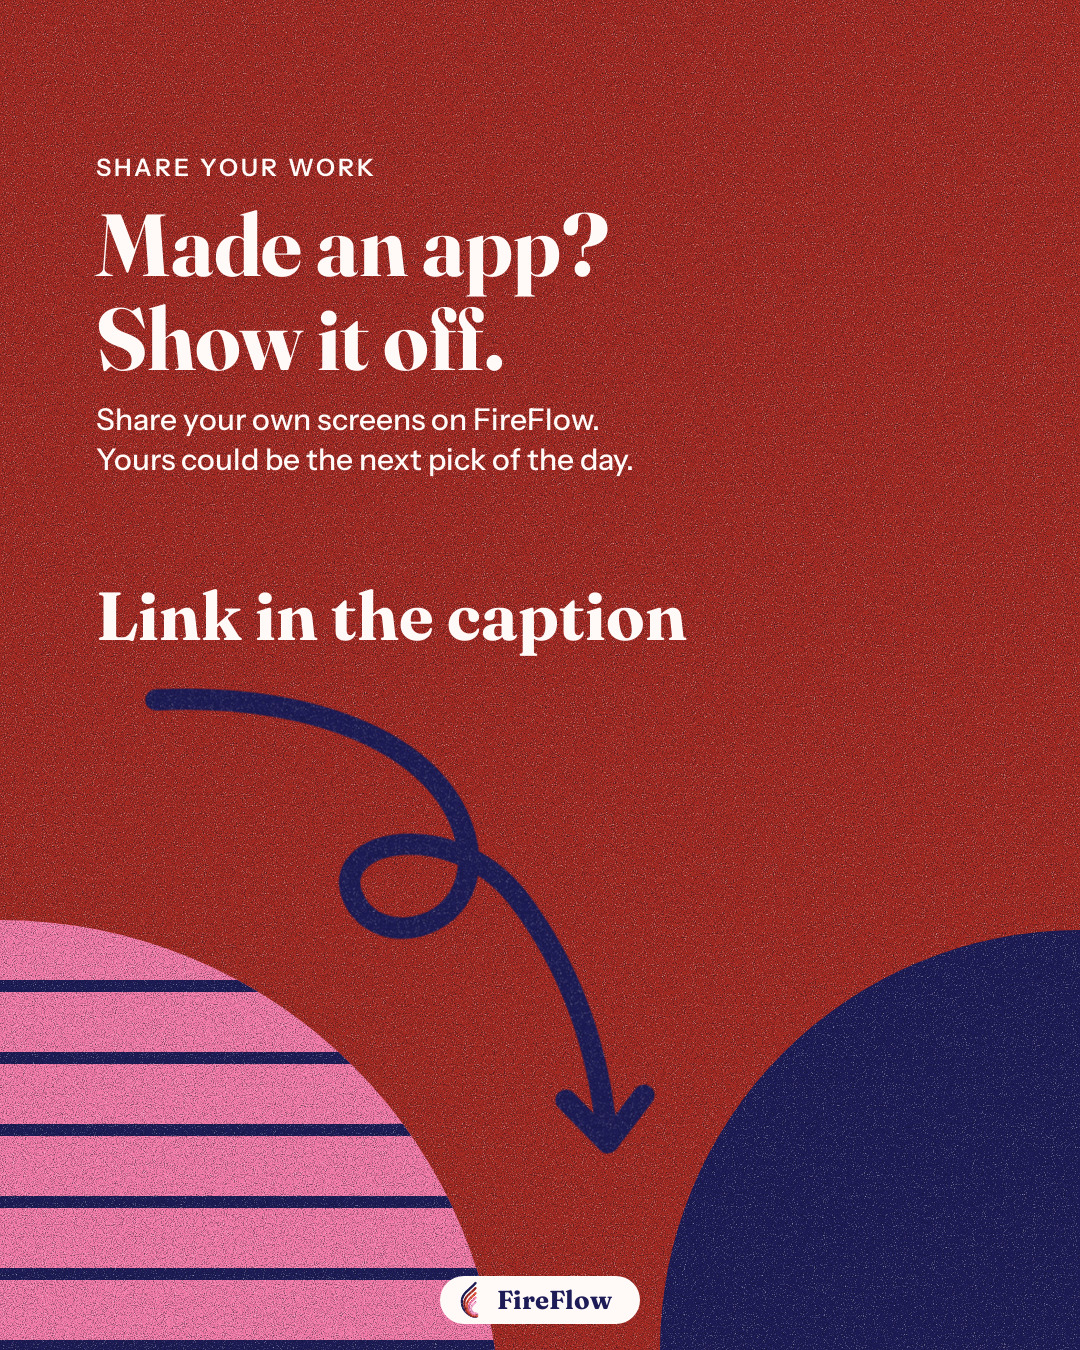 SHARE YOUR WORK
Made an app?
Show it off.
Share your own screens on FireFlow.
Yours could be the next pick of the day.
Link in the caption
FireFlow